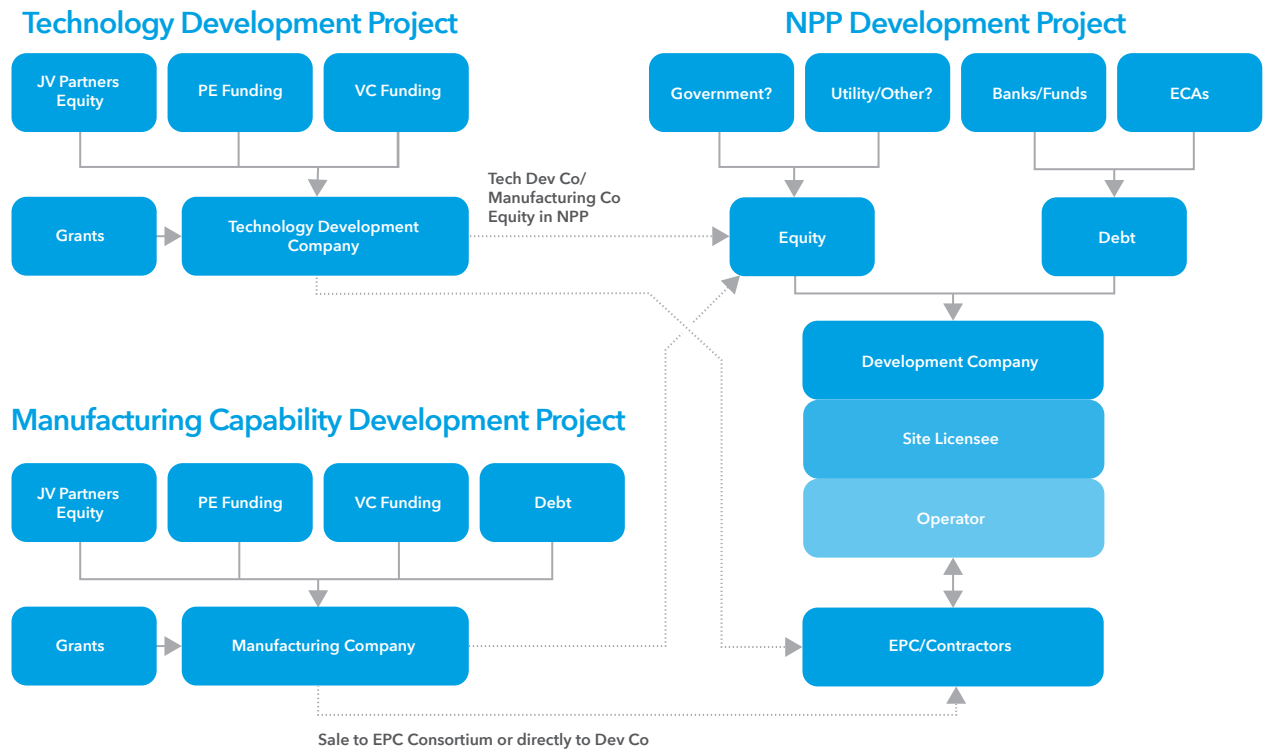 Technology Development Project
JV Partners
Equity
PE Funding
VC Funding
Grants
Technology Development
Company
Tech Dev Co/
Manufacturing Co
Equity in NPP
NPP Development Project
Government?
Utility/Other?
Banks/Funds
ECAs
Equity
Debt
Development Company
Site Licensee
Operator
EPC/Contractors
Manufacturing Capability Development Project
JV Partners
Equity
PE Funding
VC Funding
Debt
Grants
Manufacturing Company
Sale to EPC Consortium or directly to Dev Co